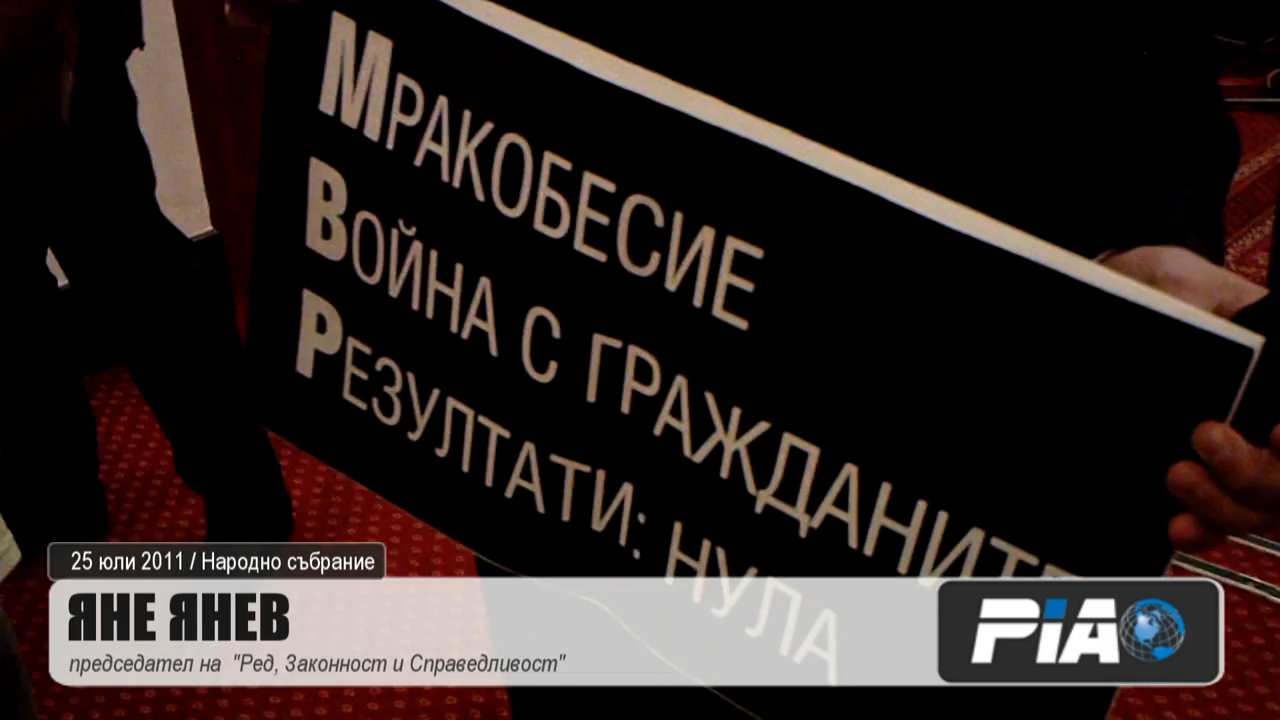 МРАКОБЕСИЕ
ВОЙНА С ГРАЖДАНИТЕ
РЕЗУЛТАТИ: НУЛА
25 юли 2011 / Народно събрание
ЯНЕ ЯНЕВ
председател на "Ред, Законност и Справедливост"
PiA